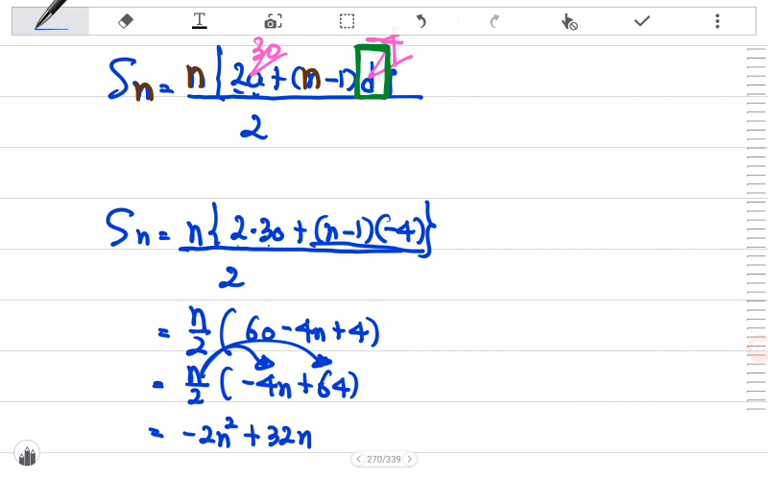 30 -4
Sn = n{2a + (n-1)d}
2
Sn = n{2·30 + (n-1)(-4)}
2
= n/2 (60 - 4n + 4)
= n/2 (-4n + 64)
= -2n² + 32n
270/339